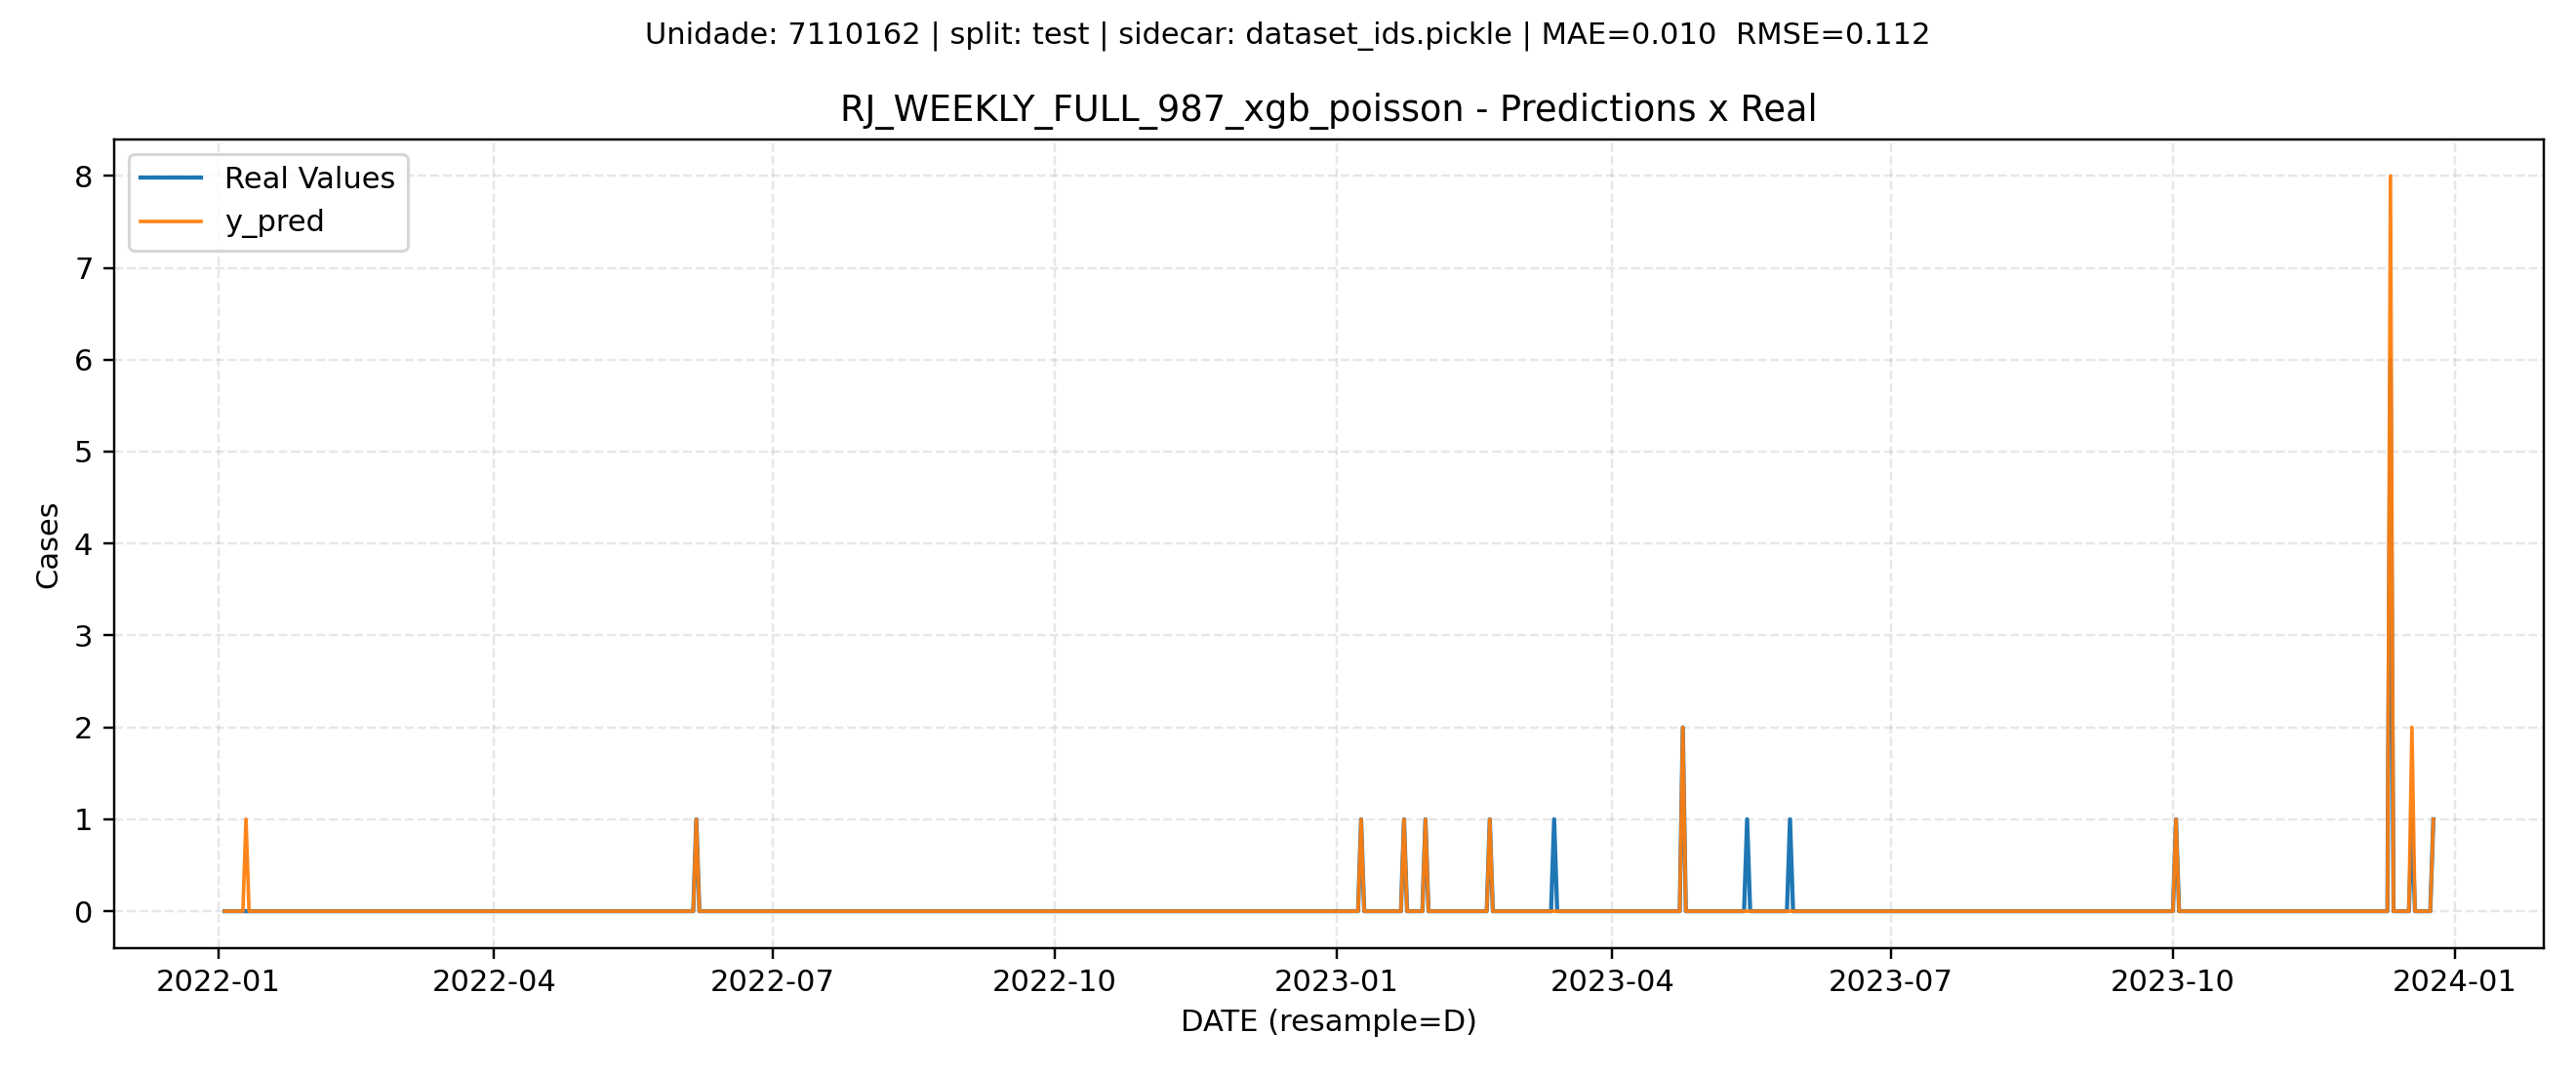 Unidade: 7110162 | split: test | sidecar: dataset_ids.pickle | MAE=0.010  RMSE=0.112
RJ_WEEKLY_FULL_987_xgb_poisson - Predictions x Real
Real Values
y_pred
8
7
6
5
4
3
2
1
0
Cases
2022-01 2022-04 2022-07 2022-10 2023-01 2023-04 2023-07 2023-10 2024-01
DATE (resample=D)